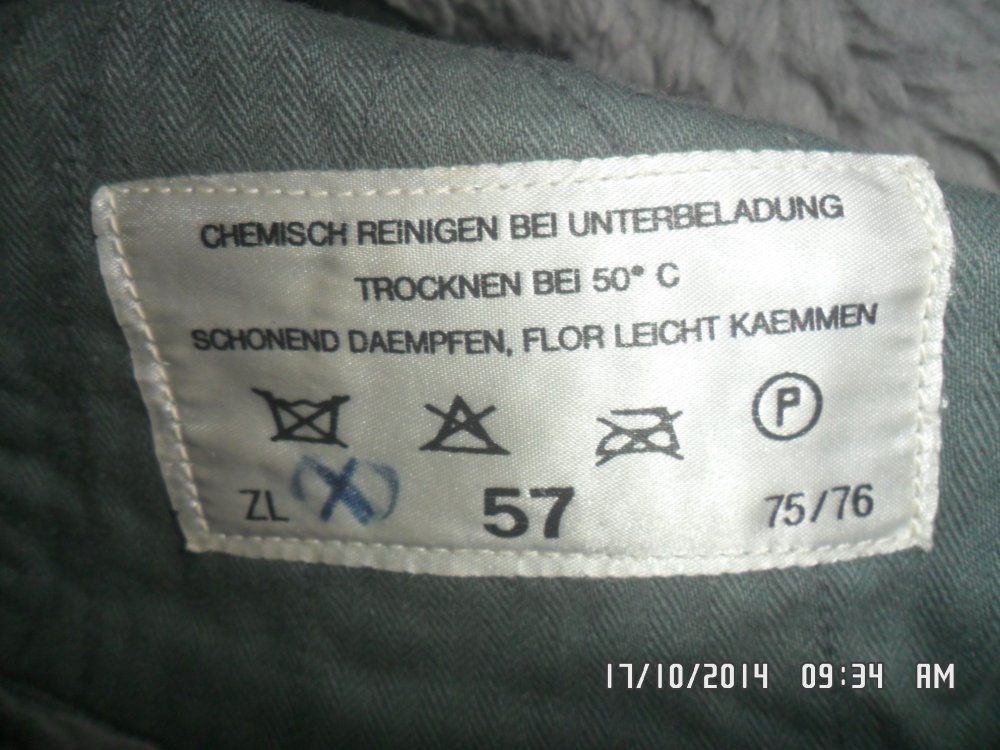 CHEMISCH REINIGEN BEI UNTERBELADUNG
TROCKNEN BEI 50° C
SCHONEND DAEMPFEN, FLOR LEICHT KAEMMEN
P
ZL (X) 57 75/76
17/10/2014 09:34 AM